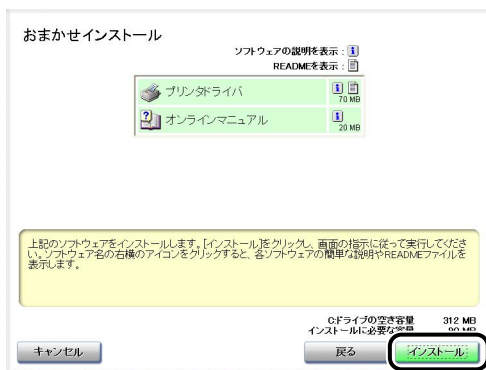 おまかせインストール
ソフトウェアの説明を表示 : i
READMEを表示 :
プリンタドライバ
i
70 MB
オンラインマニュアル
i
20 MB
上記のソフトウェアをインストールします。[インストール]をクリックし、画面の指示に従って実行してくださ
い。ソフトウェア名の右横のアイコンをクリックすると、各ソフトウェアの簡単な説明やREADMEファイルを
表示します。
C:ドライブの空き容量 312 MB
インストールに必要な容量 90 MB
キャンセル
戻る
インストール